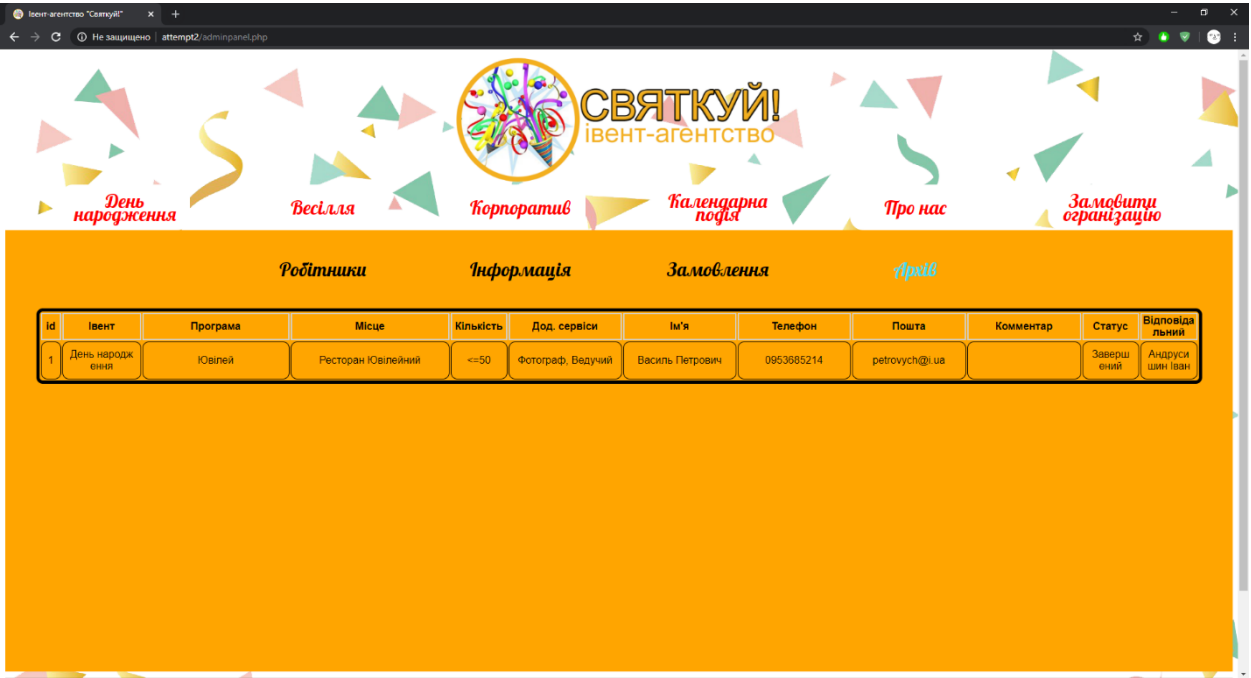 Івент-агентство "Святкуй!"
Не защищено | attempt2/adminpanel.php
СВЯТКУЙ!
івент-агентство
День
народження
Весілля
Корпоратив
Календарна
подія
Про нас
Замовити
огранізацію
Робітники
Інформація
Замовлення
Архів
id Івент Програма Місце Кількість Дод. сервіси Ім'я Телефон Пошта Комментар Статус Відповіда
льний
1 День народж
ення
Ювілей
Ресторан Ювілейний
<=50
Фотограф, Ведучий
Василь Петрович
0953685214
petrovych@i.ua
Заверш
ений
Андруси
шин Іван